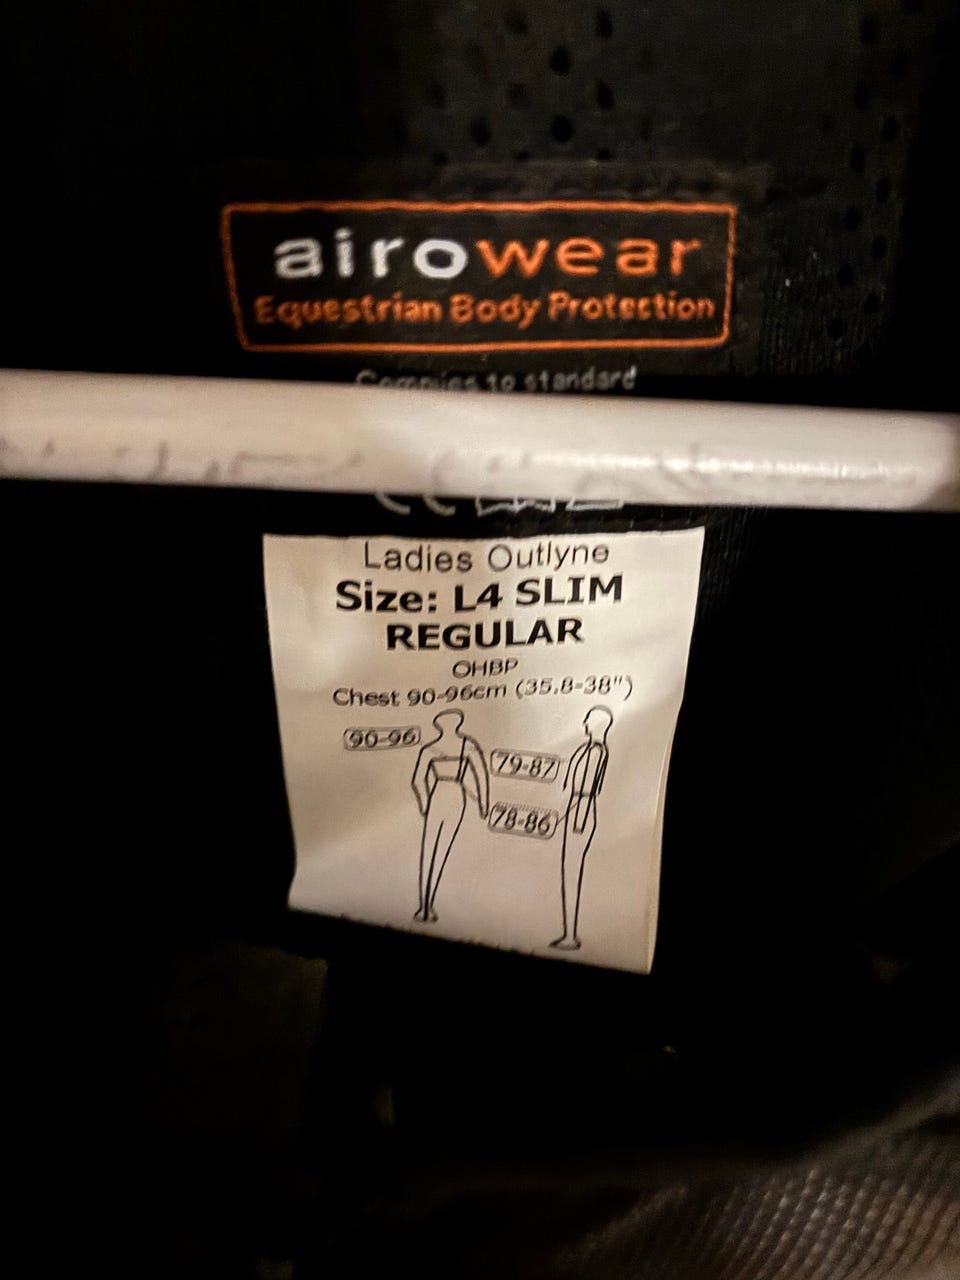 airowear
Equestrian Body Protection
Complies to standard
Ladies Outlyne
Size: L4 SLIM
REGULAR
OHBP
Chest 90-96cm (35.8-38")
90-96
79-87
78-86